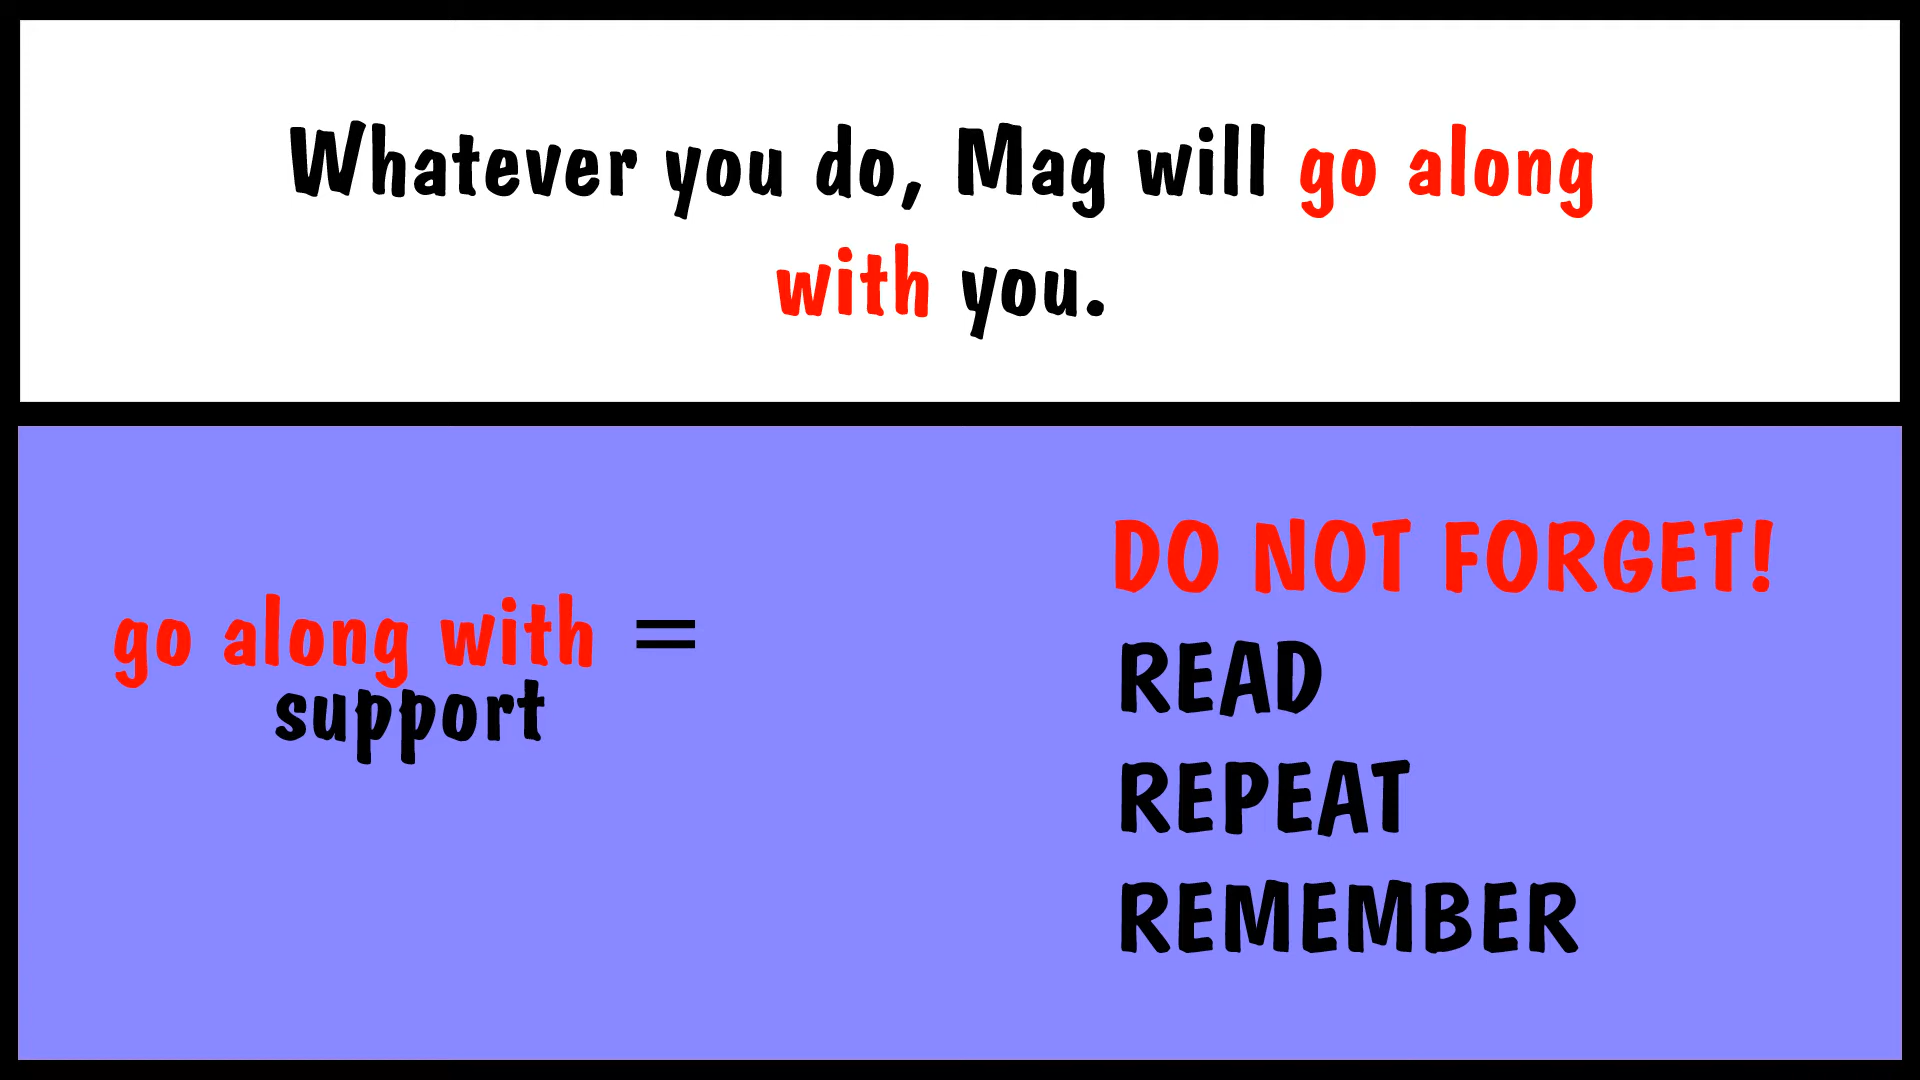 Whatever you do, Mag will go along
with you.
go along with =
support
DO NOT FORGET!
READ
REPEAT
REMEMBER